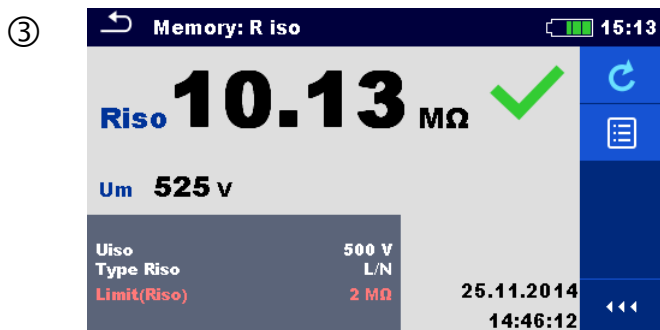 ③
Memory: R iso 15:13
Riso 10.13 MΩ
Um 525 V
Uiso 500 V
Type Riso L/N
Limit(Riso) 2 MΩ
25.11.2014
14:46:12